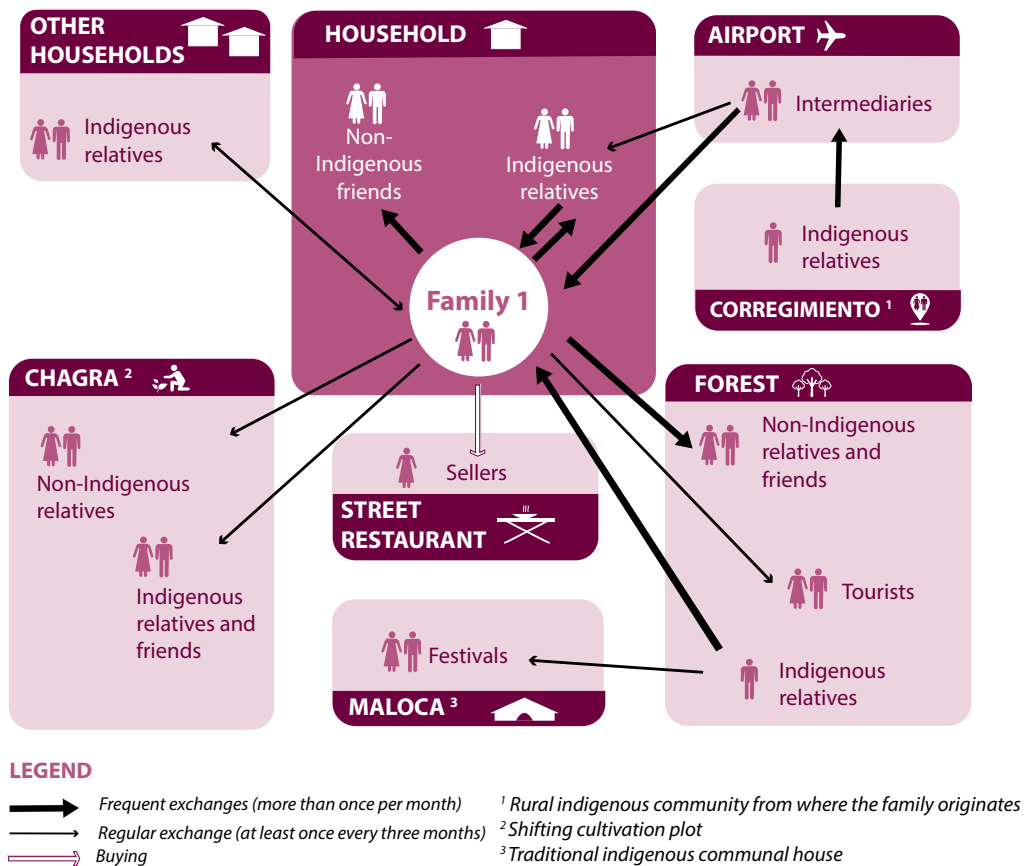 OTHER
HOUSEHOLDS
Indigenous
relatives
HOUSEHOLD
Non-
Indigenous
friends
Indigenous
relatives
Family 1
AIRPORT
Intermediaries
Indigenous
relatives
CORREGIMIENTO ¹
CHAGRA ²
Non-Indigenous
relatives
Indigenous
relatives and
friends
Sellers
STREET
RESTAURANT
Festivals
MALOCA ³
FOREST
Non-Indigenous
relatives and
friends
Tourists
Indigenous
relatives
LEGEND
Frequent exchanges (more than once per month)
Regular exchange (at least once every three months)
Buying
¹ Rural indigenous community from where the family originates
² Shifting cultivation plot
³ Traditional indigenous communal house